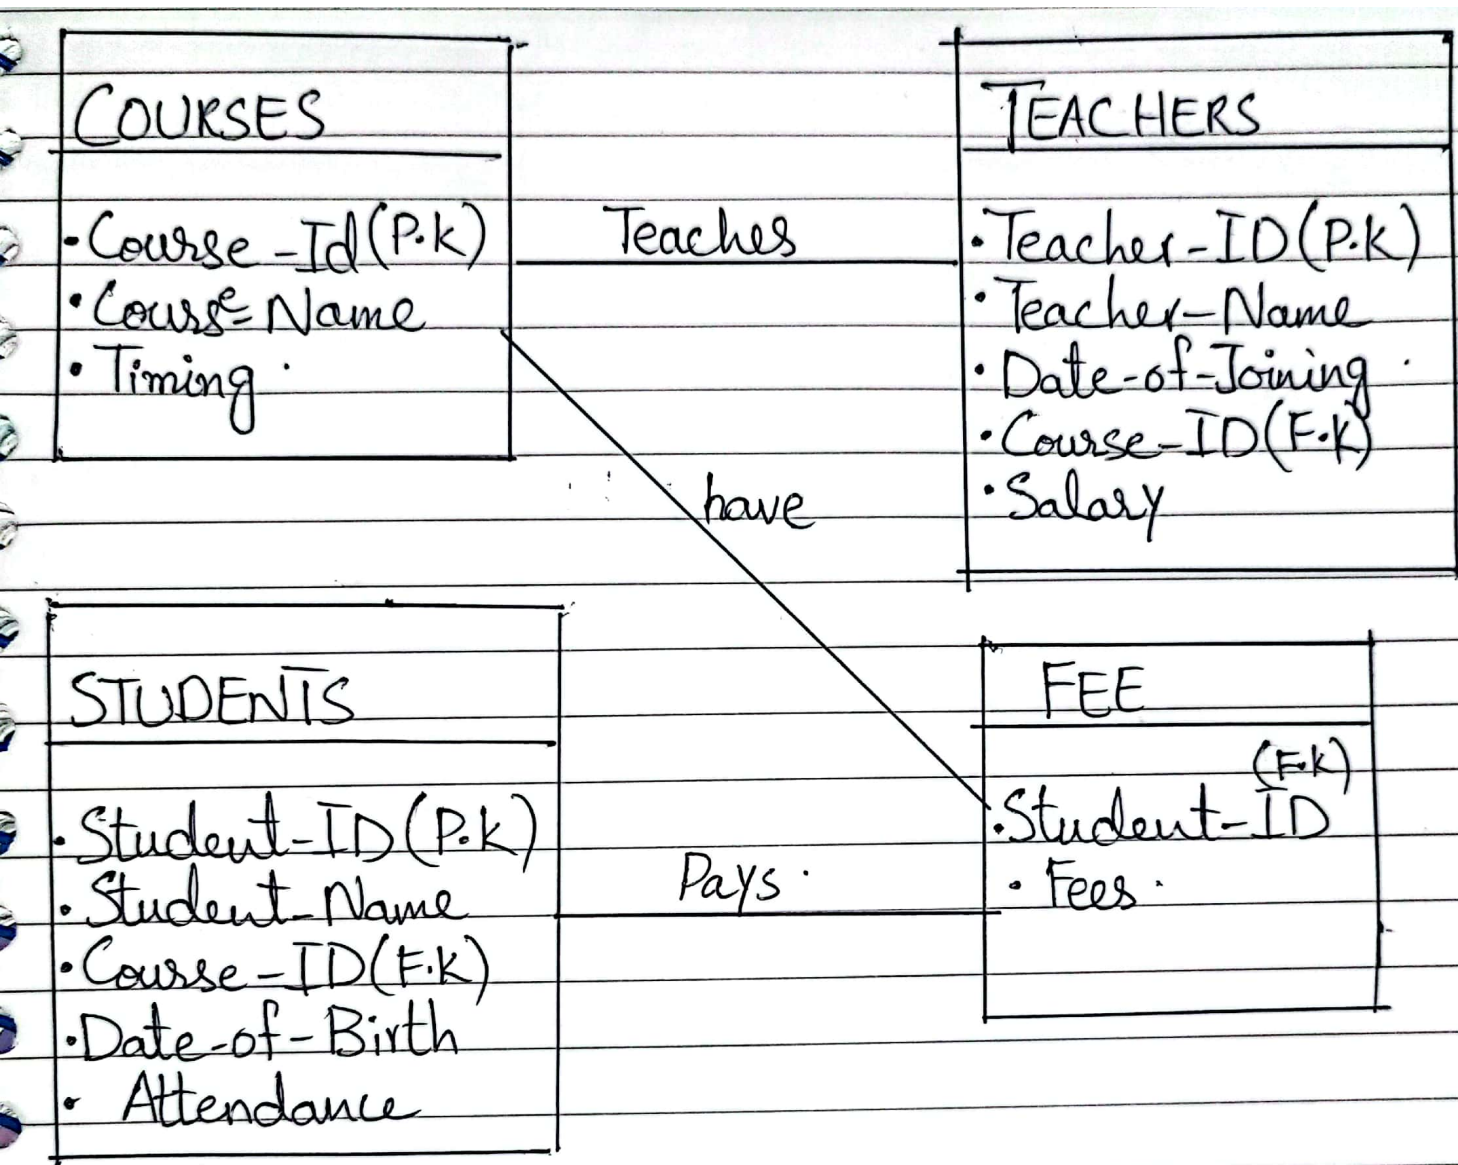 COURSES
• Course-Id (P.K)
• Course-Name
• Timing
Teaches
TEACHERS
• Teacher-ID (P.K)
• Teacher-Name
• Date-of-Joining
• Course-ID (F.K)
• Salary
have
STUDENTS
• Student-ID (P.K)
• Student-Name
• Course-ID (F.K)
• Date-of-Birth
• Attendance
Pays
FEE
(F.K)
• Student-ID
• Fees